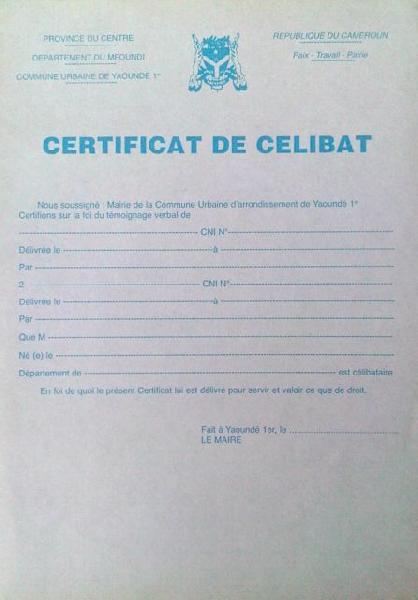 PROVINCE DU CENTRE
DEPARTEMENT DU MFOUNDI
COMMUNE URBAINE DE YAOUNDÉ 1er
REPUBLIQUE DU CAMEROUN
Paix - Travail - Patrie
CERTIFICAT DE CELIBAT
Nous soussigné : Mairie de la Commune Urbaine d'arrondissement de Yaoundé 1er
Certifions sur la foi du témoignage verbal de
CNI N°
Délivrée le à
Par
2 CNI N°
Délivrée le à
Par
Que M
Né (e) le
Département de est célibataire
En foi de quoi le présent Certificat lui est délivré pour servir et valoir ce que de droit.
Fait à Yaoundé 1er, le
LE MAIRE